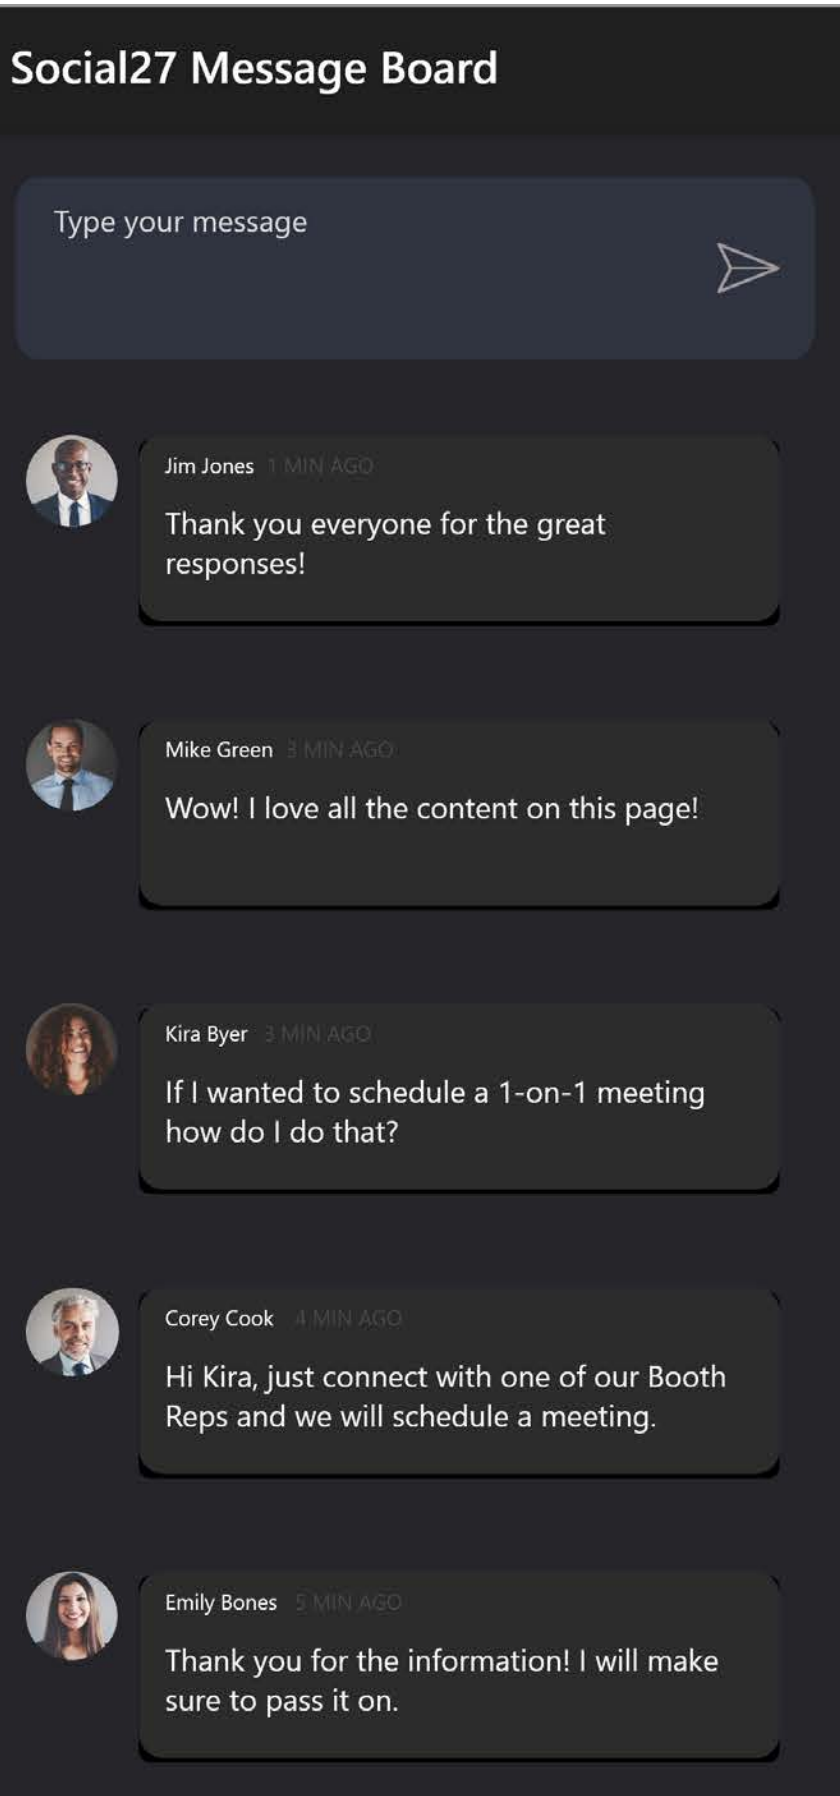 Social27 Message Board
Type your message
Jim Jones 1 MIN AGO
Thank you everyone for the great
responses!
Mike Green 3 MIN AGO
Wow! I love all the content on this page!
Kira Byer 3 MIN AGO
If I wanted to schedule a 1-on-1 meeting
how do I do that?
Corey Cook 4 MIN AGO
Hi Kira, just connect with one of our Booth
Reps and we will schedule a meeting.
Emily Bones 5 MIN AGO
Thank you for the information! I will make
sure to pass it on.